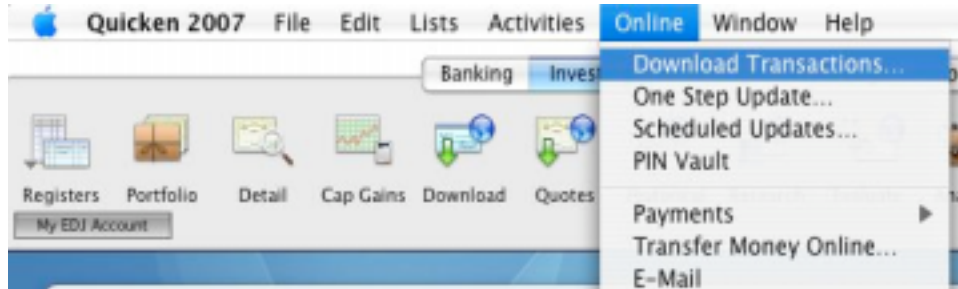 Quicken 2007 File Edit Lists Activities Online Window Help
Banking Inves
Download Transactions...
One Step Update...
Scheduled Updates...
PIN Vault
Payments
Transfer Money Online...
E-Mail
Registers Portfolio Detail Cap Gains Download Quotes
My EDJ Account